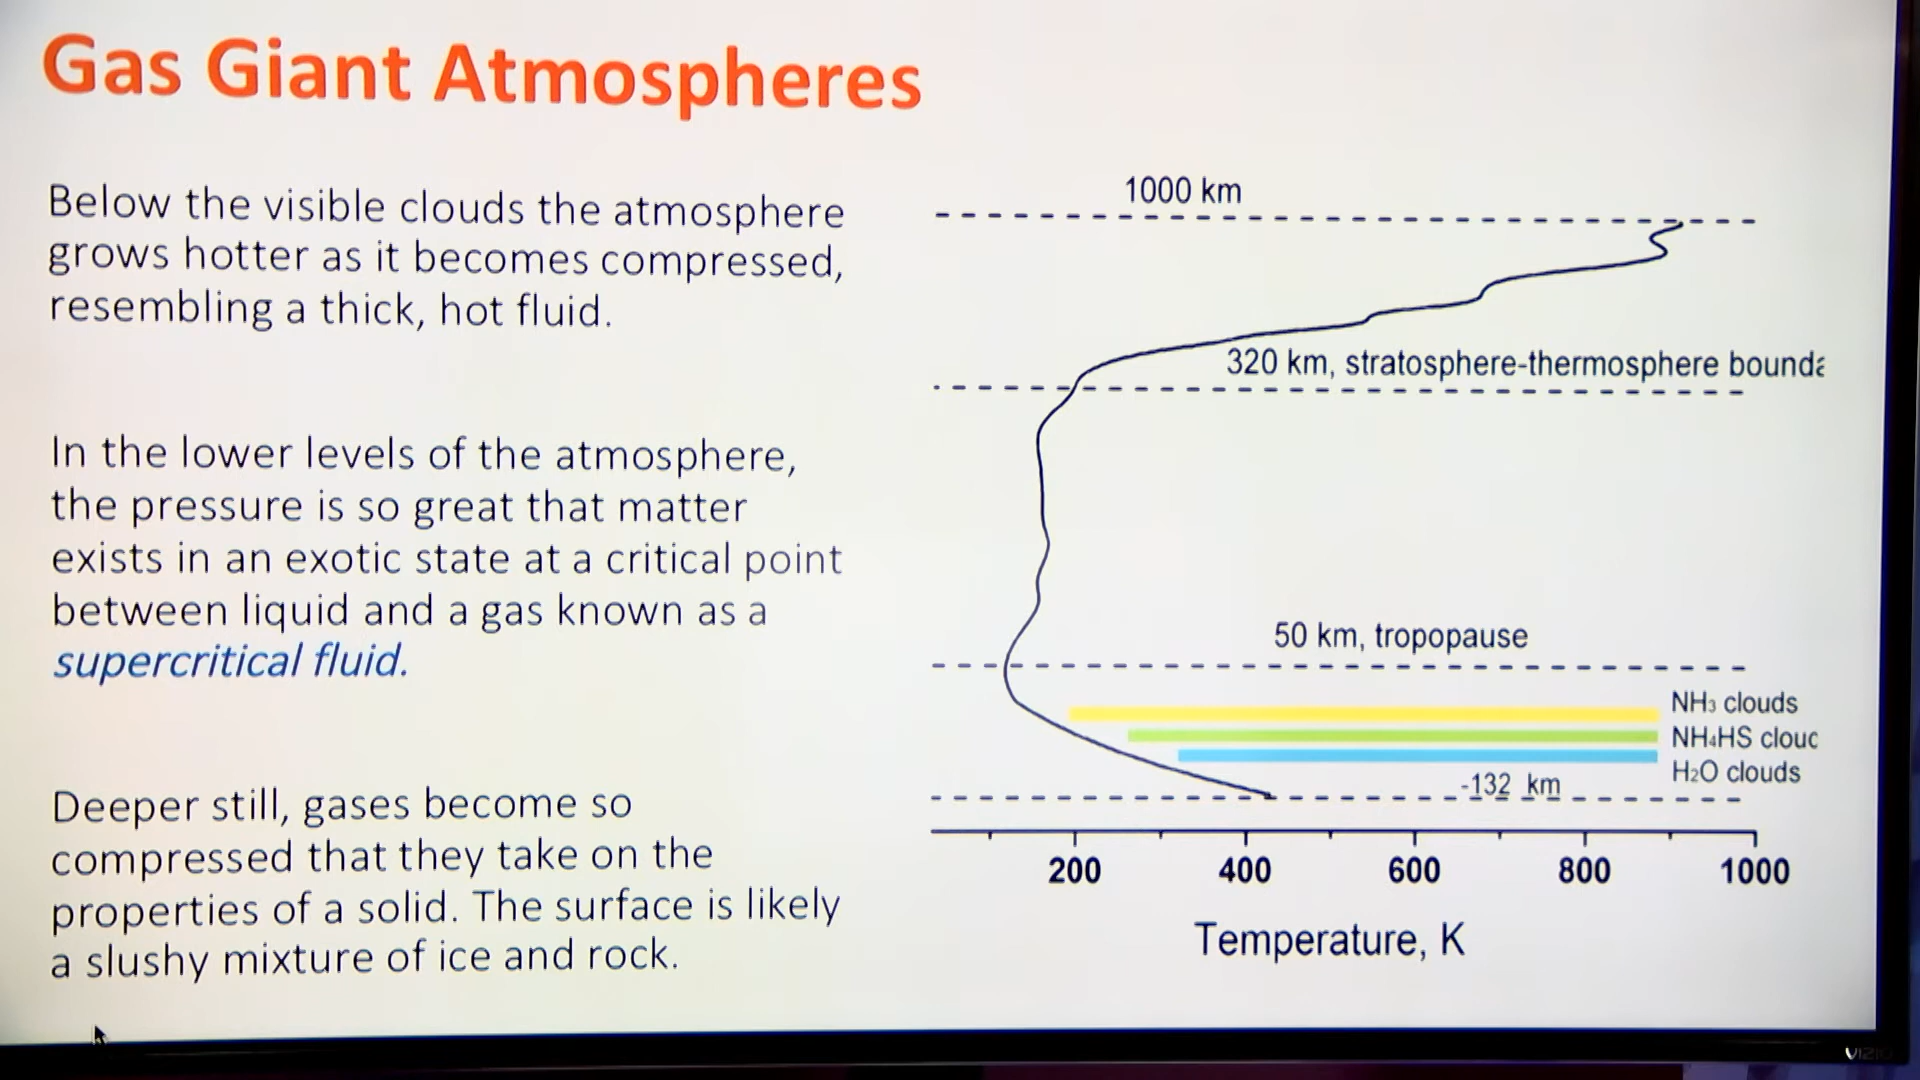 Gas Giant Atmospheres
Below the visible clouds the atmosphere
grows hotter as it becomes compressed,
resembling a thick, hot fluid.
In the lower levels of the atmosphere,
the pressure is so great that matter
exists in an exotic state at a critical point
between liquid and a gas known as a
supercritical fluid.
Deeper still, gases become so
compressed that they take on the
properties of a solid. The surface is likely
a slushy mixture of ice and rock.
1000 km
320 km, stratosphere-thermosphere
50 km, tropopause
NH₃ clouds
NH₄HS
H₂O clouds
-132 km
200 400 600 800 1000
Temperature, K
VIZIO